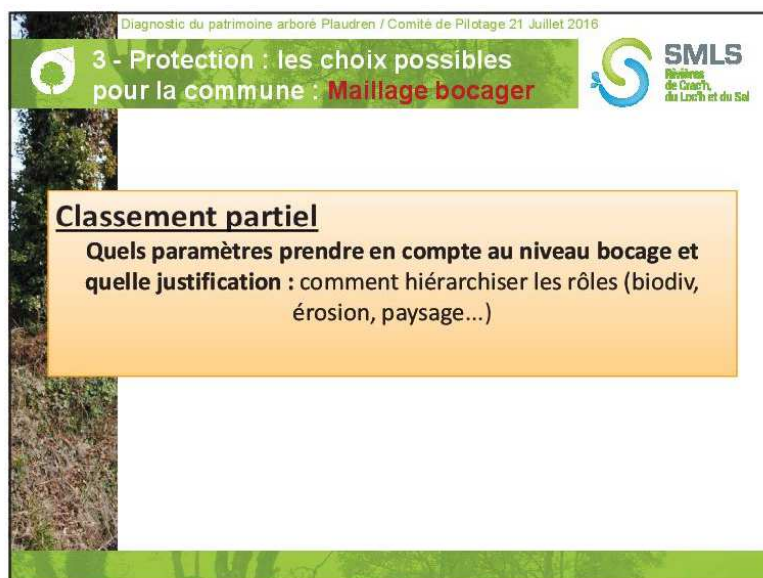 Diagnostic du patrimoine arboré Plaudren / Comité de Pilotage 21 Juillet 2016
3 - Protection : les choix possibles
pour la commune : Maillage bocager
SMLS
Rivières
de Crac'h,
du Loc'h et du Sal
Classement partiel
Quels paramètres prendre en compte au niveau bocage et
quelle justification : comment hiérarchiser les rôles (biodiv,
érosion, paysage...)